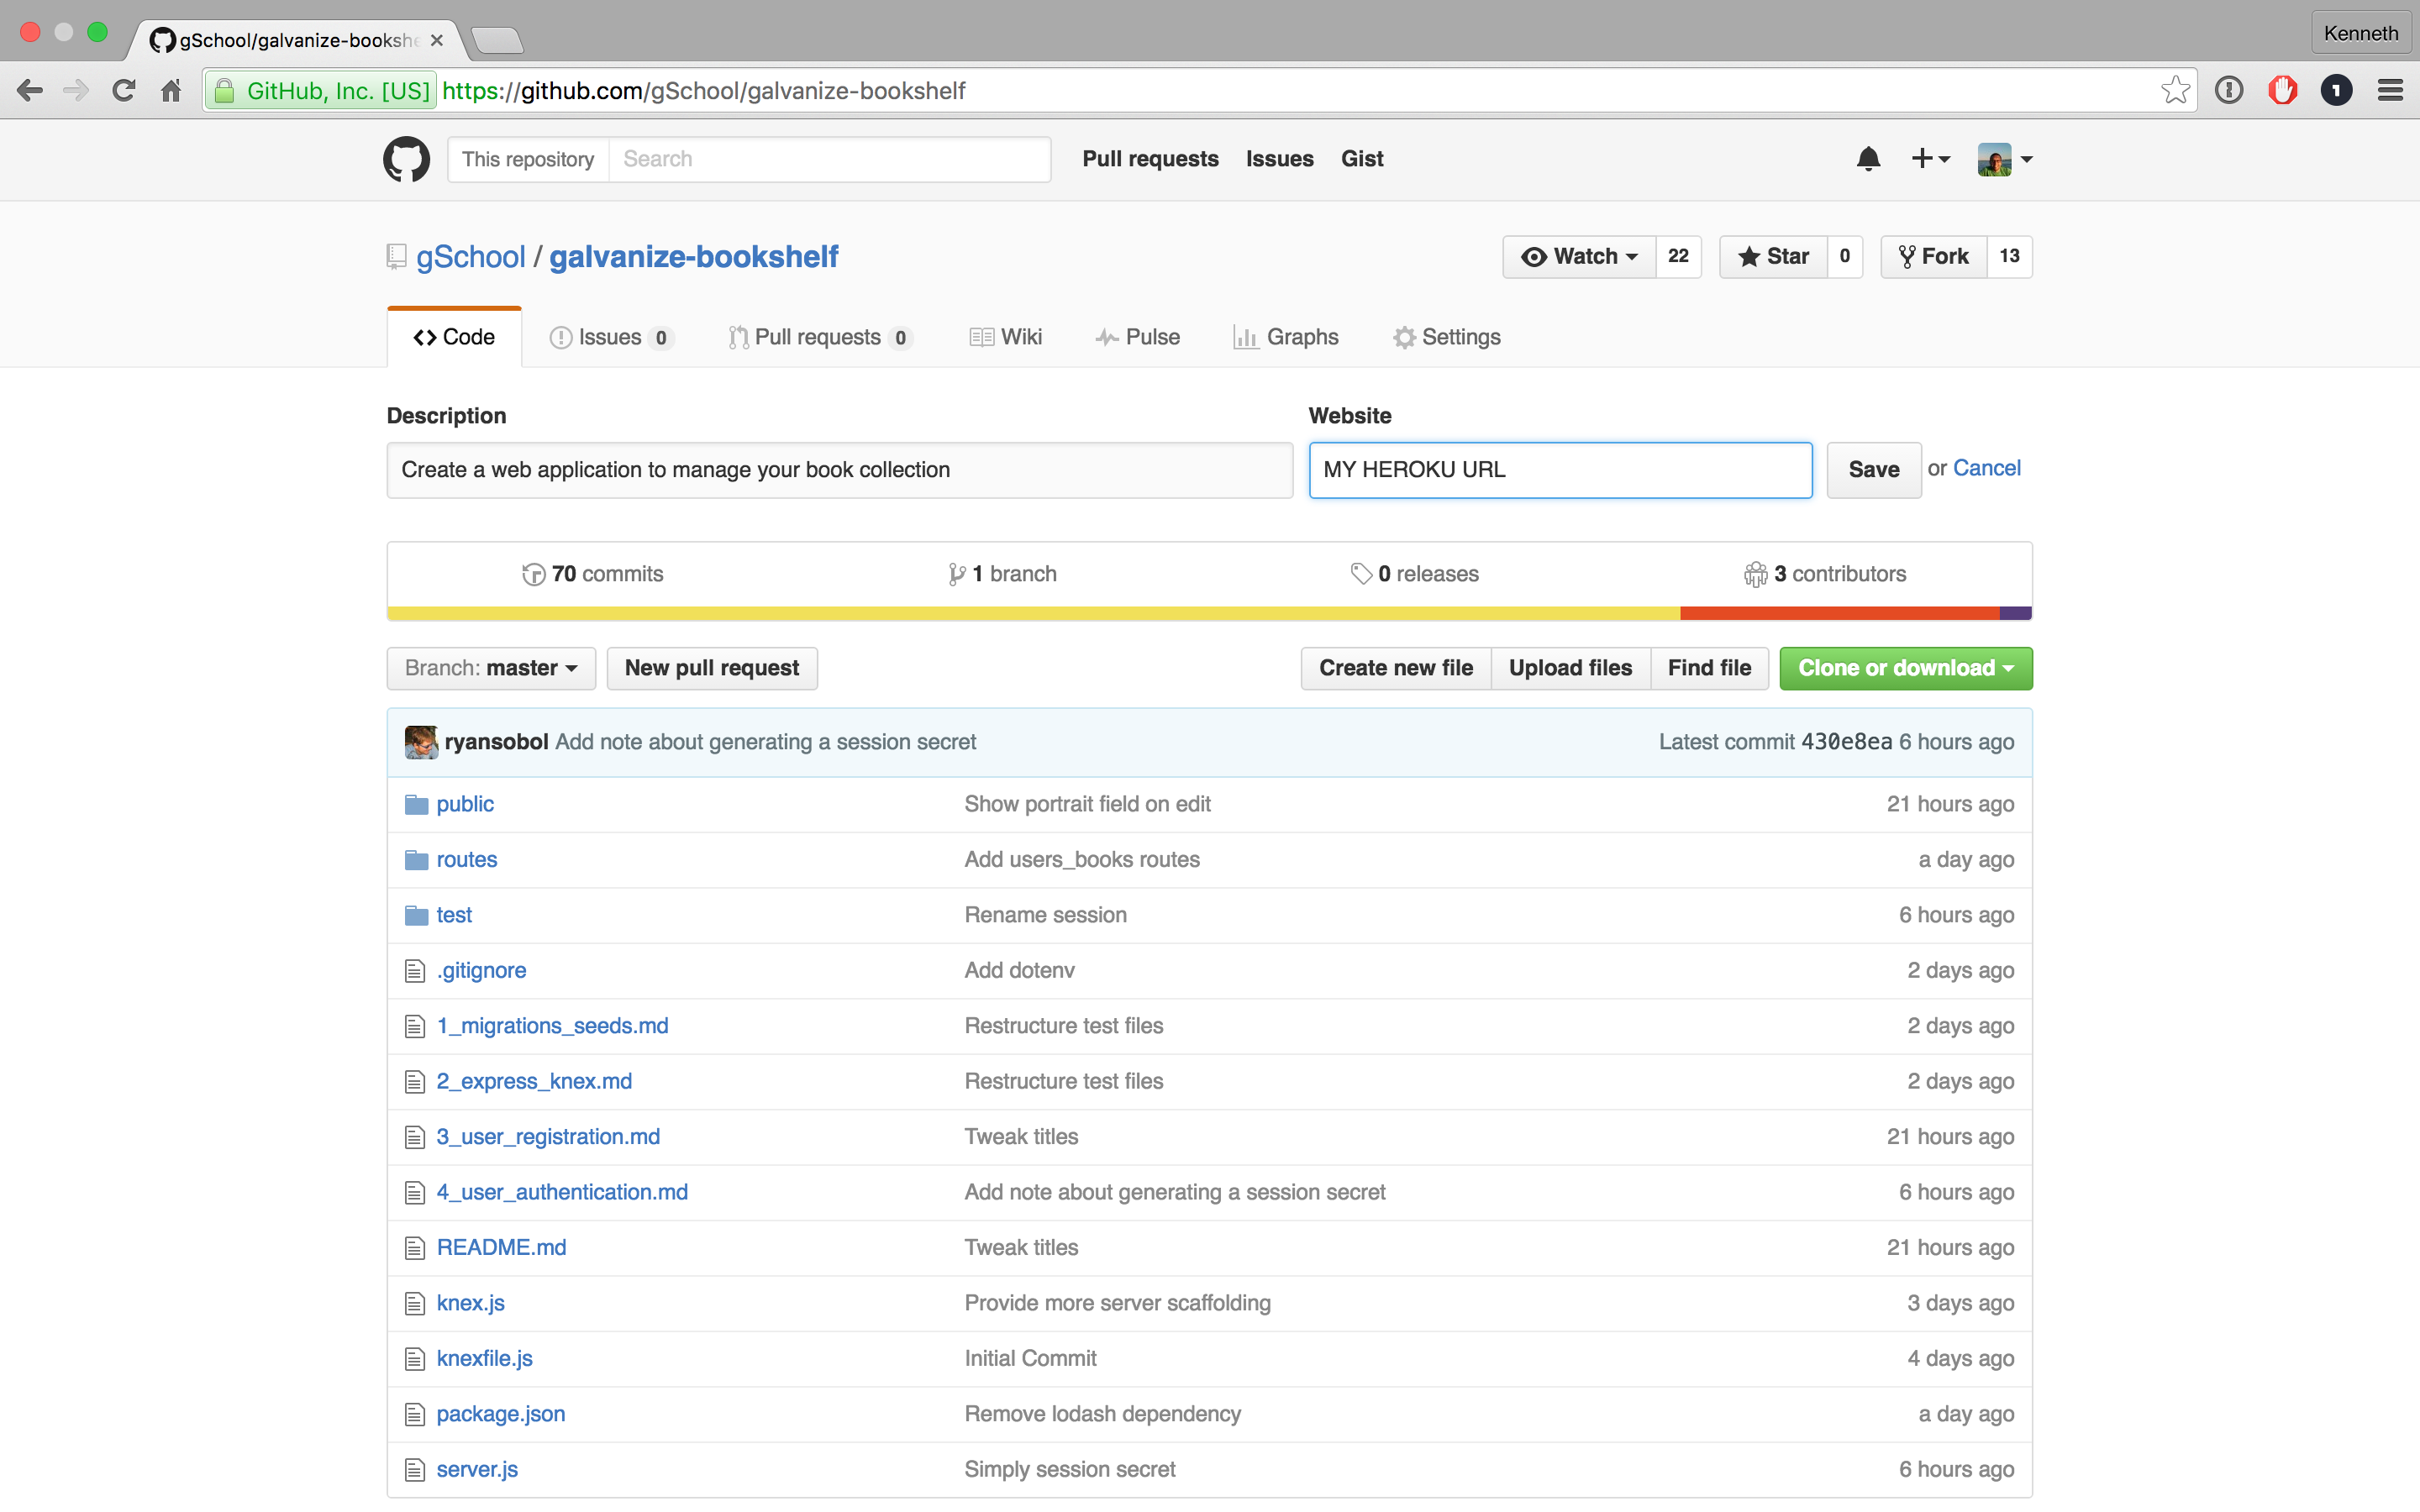 gSchool/galvanize-bookshe
Kenneth
GitHub, Inc. [US] https://github.com/gSchool/galvanize-bookshelf
This repository Search Pull requests Issues Gist
gSchool / galvanize-bookshelf Watch 22 Star 0 Fork 13
Code Issues 0 Pull requests 0 Wiki Pulse Graphs Settings
Description Website
Create a web application to manage your book collection MY HEROKU URL Save or Cancel
70 commits 1 branch 0 releases 3 contributors
Branch: master New pull request Create new file Upload files Find file Clone or download
ryansobol Add note about generating a session secret Latest commit 430e8ea 6 hours ago
public Show portrait field on edit 21 hours ago
routes Add users_books routes a day ago
test Rename session 6 hours ago
.gitignore Add dotenv 2 days ago
1_migrations_seeds.md Restructure test files 2 days ago
2_express_knex.md Restructure test files 2 days ago
3_user_registration.md Tweak titles 21 hours ago
4_user_authentication.md Add note about generating a session secret 6 hours ago
README.md Tweak titles 21 hours ago
knex.js Provide more server scaffolding 3 days ago
knexfile.js Initial Commit 4 days ago
package.json Remove lodash dependency a day ago
server.js Simply session secret 6 hours ago